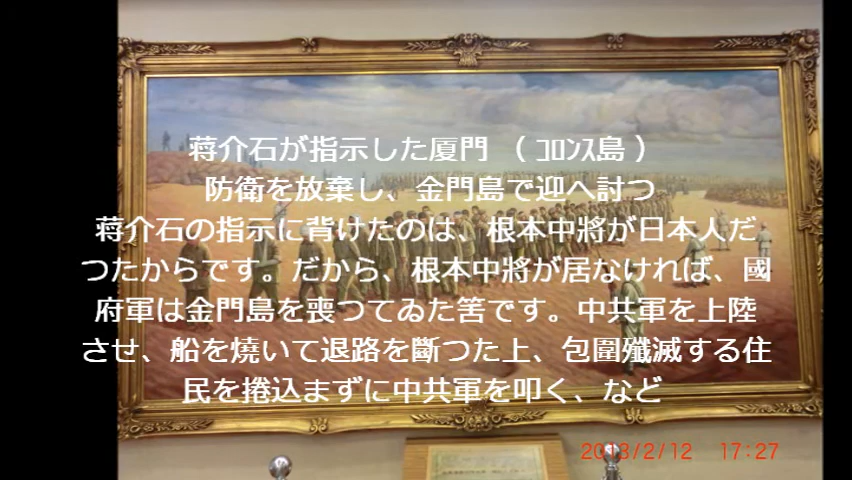 蒋介石が指示した厦門 （ｺﾛﾝｽ島）
防衛を放棄し、金門島で迎へ討つ
蒋介石の指示に背けたのは、根本中將が日本人だ
つたからです。だから、根本中將が居なければ、國
府軍は金門島を喪つてゐた筈です。中共軍を上陸
させ、船を燒いて退路を斷つた上、包圍殲滅する住
民を捲込まずに中共軍を叩く、など
2013/2/12 17:27